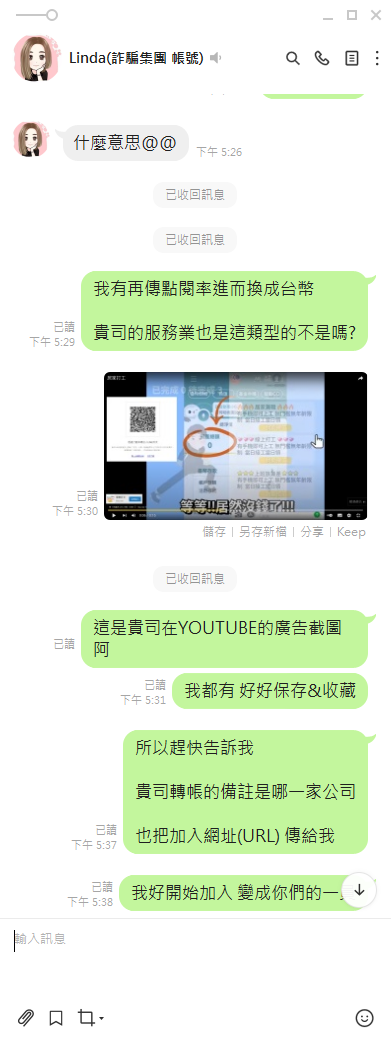 Linda(詐騙集團 帳號)
什麼意思@@
下午 5:26
已收回訊息
已收回訊息
我有再傳點閱率進而換成台幣
貴司的服務業也是這類型的不是嗎?
已讀
下午 5:29
等等!!居然沒錢了!!!
已讀
下午 5:30
儲存 | 另存新檔 | 分享 | Keep
已收回訊息
這是貴司在YOUTUBE的廣告截圖
阿
已讀
我都有 好好保存&收藏
已讀
下午 5:31
所以趕快告訴我
貴司轉帳的備註是哪一家公司
也把加入網址(URL) 傳給我
已讀
下午 5:37
我好開始加入 變成你們的一
已讀
下午 5:38
輸入訊息